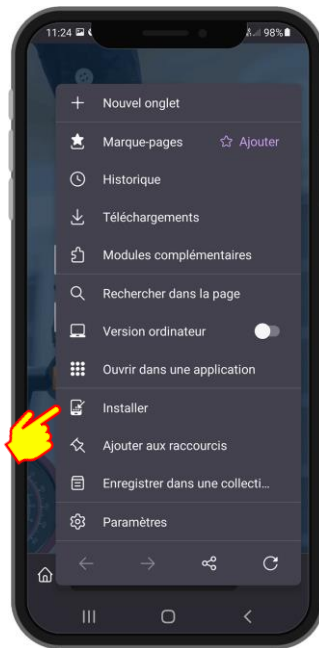 11:24 98%
Nouvel onglet
Marque-pages Ajouter
Historique
Téléchargements
Modules complémentaires
Rechercher dans la page
Version ordinateur
Ouvrir dans une application
Installer
Ajouter aux raccourcis
Enregistrer dans une collecti...
Paramètres